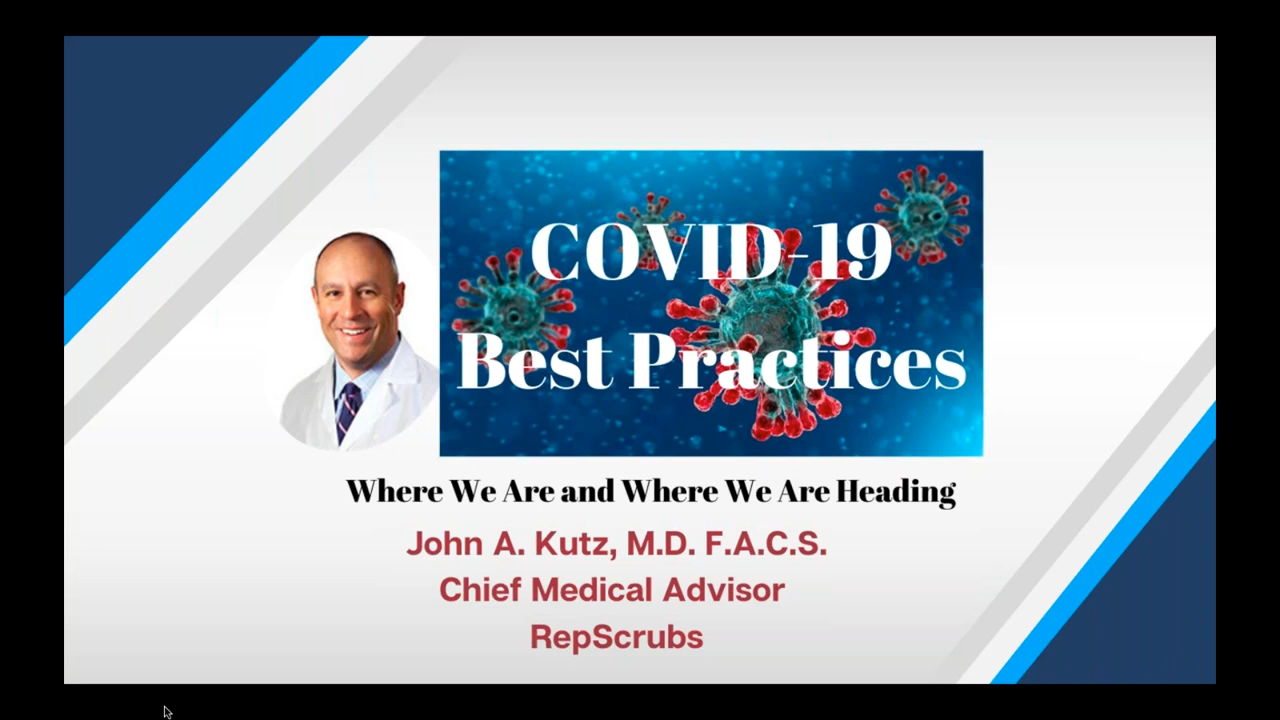 COVID-19
Best Practices
Where We Are and Where We Are Heading
John A. Kutz, M.D. F.A.C.S.
Chief Medical Advisor
RepScrubs